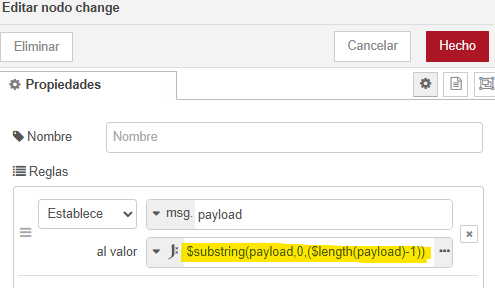 Editar nodo change
Eliminar
Cancelar
Hecho
Propiedades
Nombre
Nombre
Reglas
Establece
msg. payload
al valor
$substring(payload,0,($length(payload)-1))